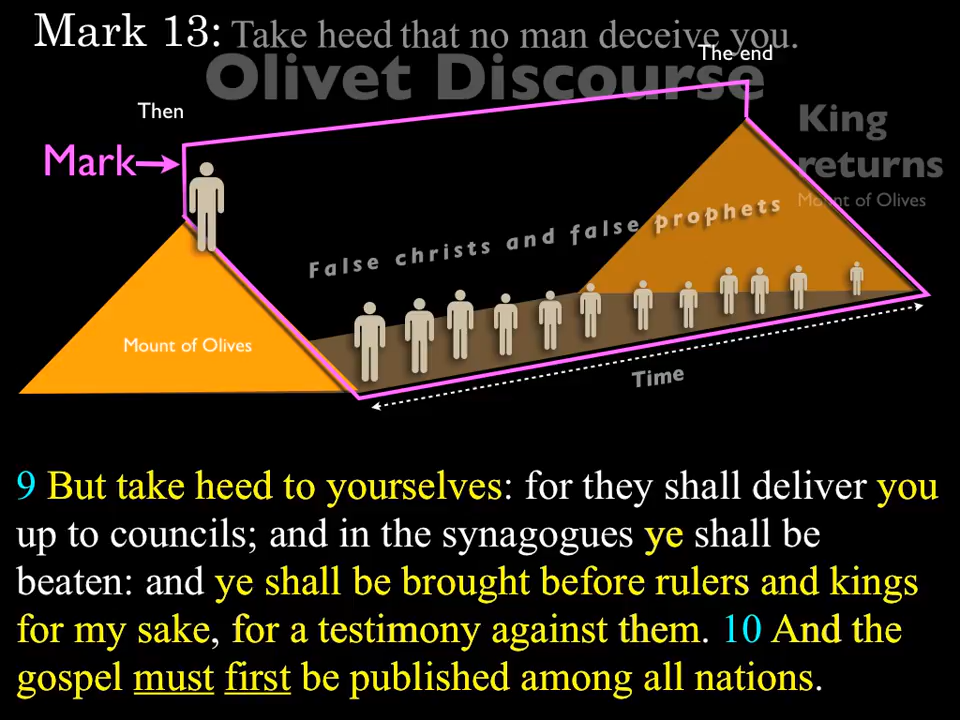 Mark 13: Take heed that no man deceive you.
The end
Olivet Discourse
Then
King
returns
Mount of Olives
Mark
False christs and false prophets
Mount of Olives
Time
9 But take heed to yourselves: for they shall deliver you
up to councils; and in the synagogues ye shall be
beaten: and ye shall be brought before rulers and kings
for my sake, for a testimony against them. 10 And the
gospel must first be published among all nations.